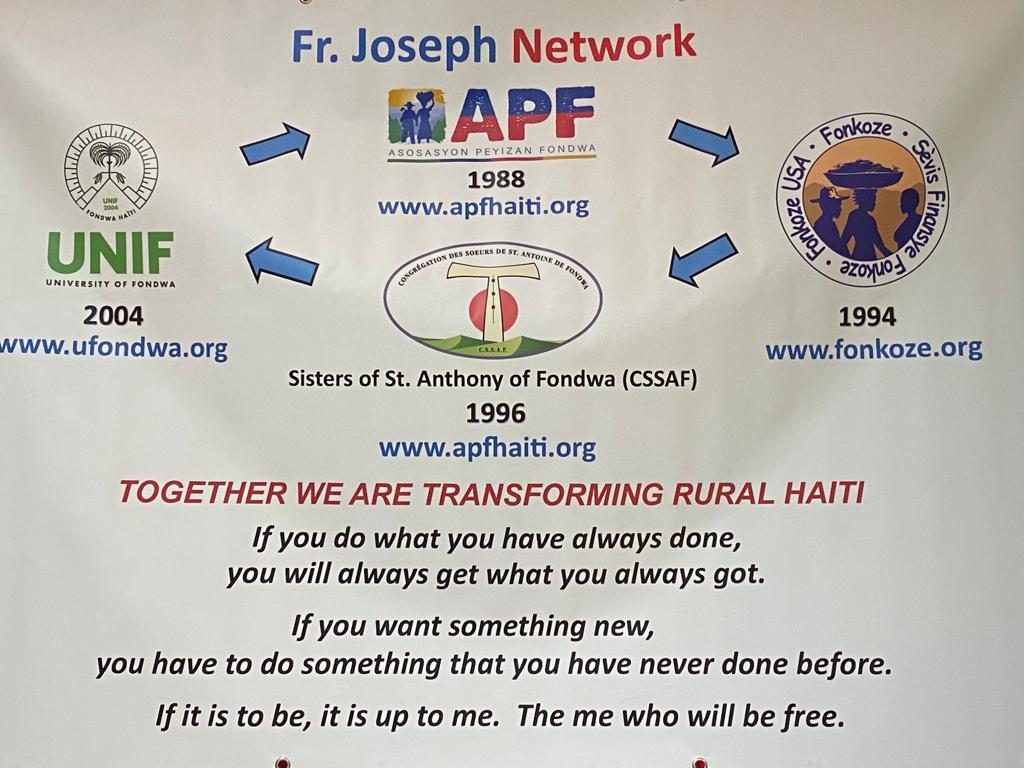 Fr. Joseph Network
APF
ASOSASYON PEYIZAN FONDWA
1988
www.apfhaiti.org
UNIF
2004
FONDWA HAITI
UNIF
UNIVERSITY OF FONDWA
2004
www.ufondwa.org
Fonkoze USA • Fonkoze • Sèvis Finansye Fonkoze •
1994
www.fonkoze.org
CONGRÉGATION DES SOEURS DE ST. ANTOINE DE FONDWA
C.S.S.A.F.
Sisters of St. Anthony of Fondwa (CSSAF)
1996
www.apfhaiti.org
TOGETHER WE ARE TRANSFORMING RURAL HAITI
If you do what you have always done,
you will always get what you always got.
If you want something new,
you have to do something that you have never done before.
If it is to be, it is up to me. The me who will be free.